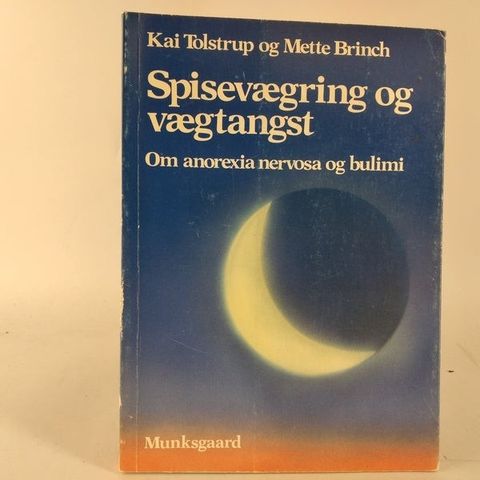 Kai Tolstrup og Mette Brinch
Spisevægring og
vægtangst
Om anorexia nervosa og bulimi
Munksgaard